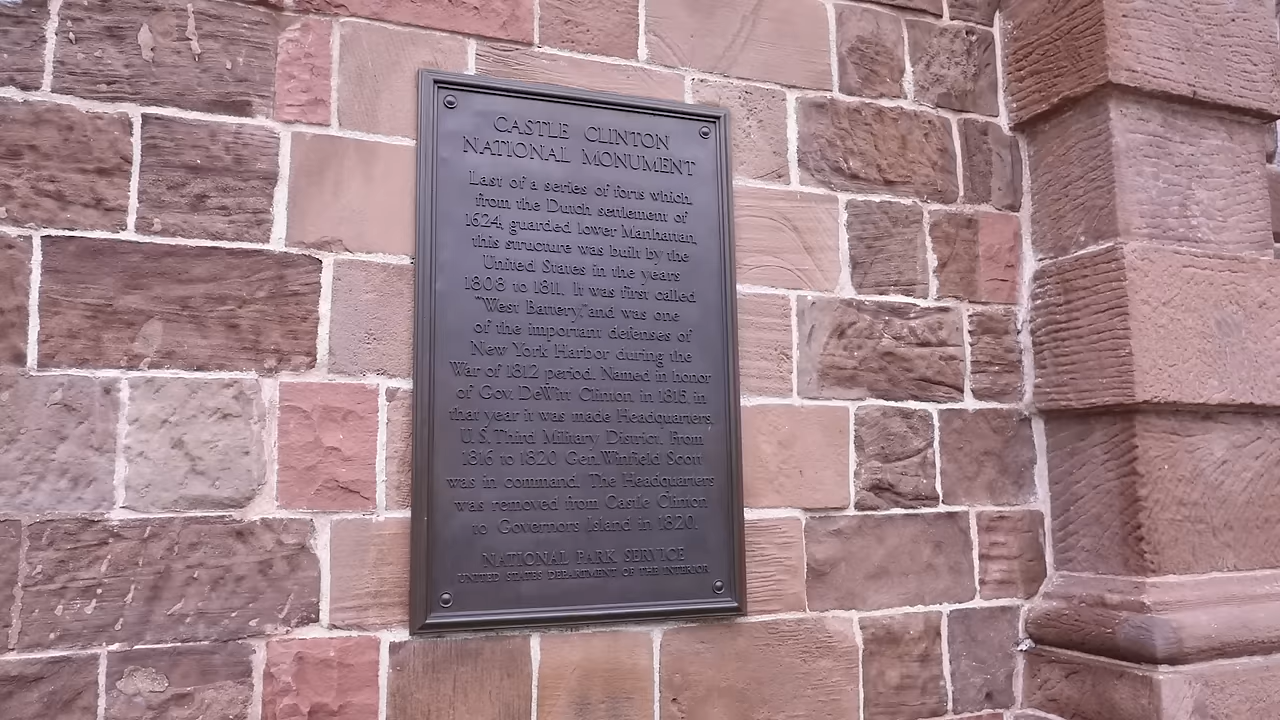 CASTLE CLINTON
NATIONAL MONUMENT
Last of a series of forts which,
from the Dutch settlement of
1624, guarded lower Manhattan,
this structure was built by the
United States in the years
1808 to 1811. It was first called
"West Battery," and was one
of the important defenses of
New York Harbor during the
War of 1812 period. Named in honor
of Gov. DeWitt Clinton, in 1815, in
that year it was made Headquarters,
U.S. Third Military District. From
1816 to 1820 Gen. Winfield Scott
was in command. The Headquarters
was removed from Castle Clinton
to Governors Island in 1820.
NATIONAL PARK SERVICE
UNITED STATES DEPARTMENT OF THE INTERIOR